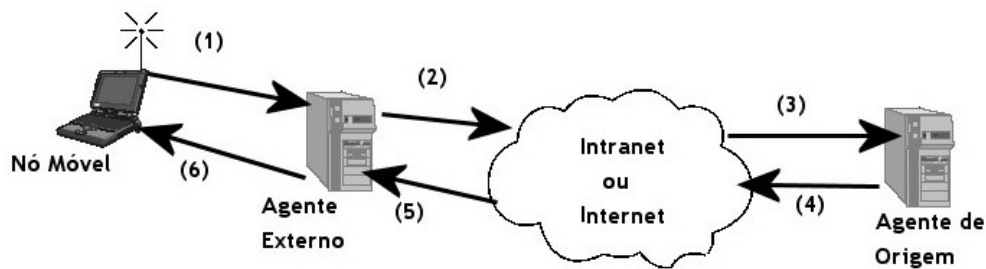 (1)
(2)
(3)
Nó Móvel
(6)
Agente
Externo
(5)
Intranet
ou
Internet
(4)
Agente de
Origem